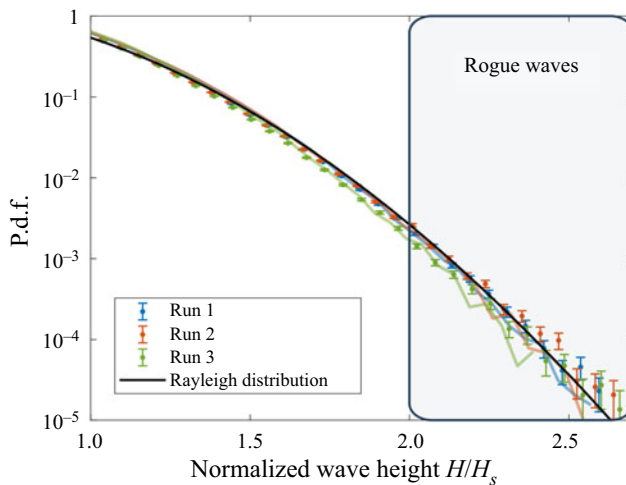 1
10⁻¹
10⁻²
10⁻³
10⁻⁴
10⁻⁵
P.d.f.
Rogue waves
Run 1
Run 2
Run 3
Rayleigh distribution
1.0 1.5 2.0 2.5
Normalized wave height H/Hₛ